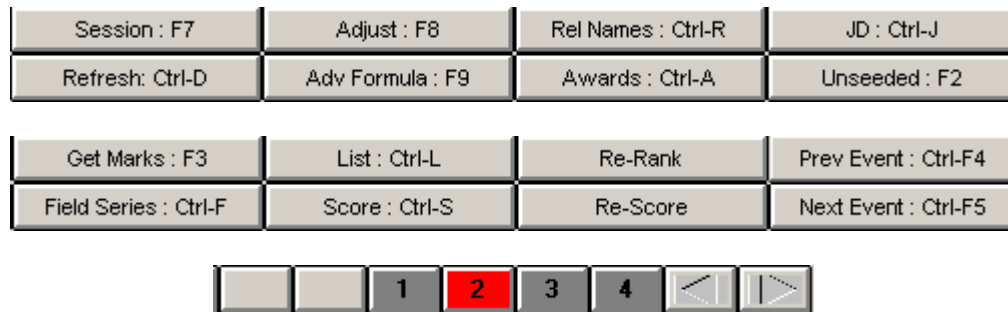 Session : F7 Adjust : F8 Rel Names : Ctrl-R JD : Ctrl-J
Refresh: Ctrl-D Adv Formula : F9 Awards : Ctrl-A Unseeded : F2
Get Marks : F3 List : Ctrl-L Re-Rank Prev Event : Ctrl-F4
Field Series : Ctrl-F Score : Ctrl-S Re-Score Next Event : Ctrl-F5
1 2 3 4